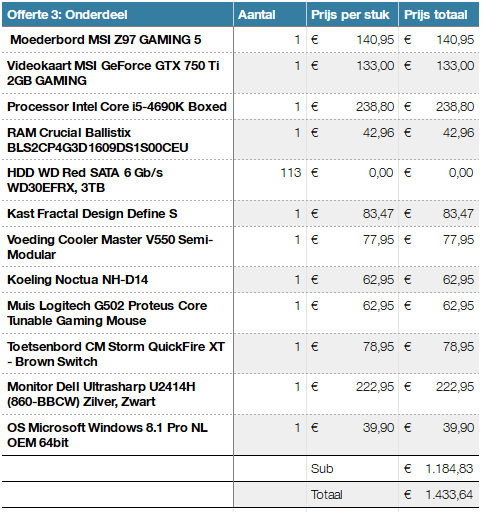 Offerte 3: Onderdeel Aantal Prijs per stuk Prijs totaal
Moederbord MSI Z97 GAMING 5 1 € 140,95 € 140,95
Videokaart MSI GeForce GTX 750 Ti 1 € 133,00 € 133,00
2GB GAMING
Processor Intel Core i5-4690K Boxed 1 € 238,80 € 238,80
RAM Crucial Ballistix 1 € 42,96 € 42,96
BLS2CP4G3D1609DS1S00CEU
HDD WD Red SATA 6 Gb/s 113 € 0,00 € 0,00
WD30EFRX, 3TB
Kast Fractal Design Define S 1 € 83,47 € 83,47
Voeding Cooler Master V550 Semi- 1 € 77,95 € 77,95
Modular
Koeling Noctua NH-D14 1 € 62,95 € 62,95
Muis Logitech G502 Proteus Core 1 € 62,95 € 62,95
Tunable Gaming Mouse
Toetsenbord CM Storm QuickFire XT 1 € 78,95 € 78,95
- Brown Switch
Monitor Dell Ultrasharp U2414H 1 € 222,95 € 222,95
(860-BBCW) Zilver, Zwart
OS Microsoft Windows 8.1 Pro NL 1 € 39,90 € 39,90
OEM 64bit
Sub € 1.184,83
Totaal € 1.433,64